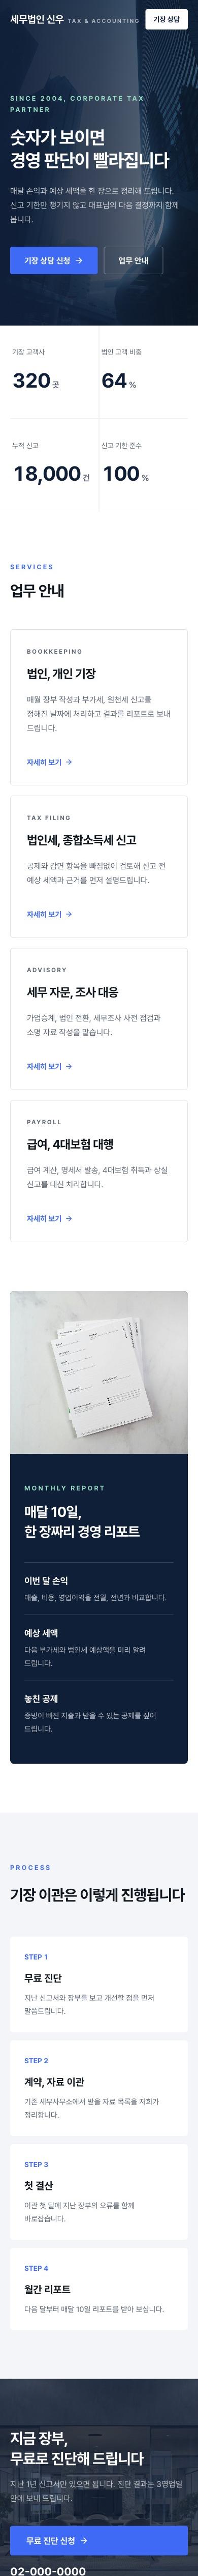 세무법인 신우 TAX & ACCOUNTING 기장 상담
SINCE 2004, CORPORATE TAX
PARTNER
숫자가 보이면
경영 판단이 빨라집니다
매달 손익과 예상 세액을 한 장으로 정리해 드립니다.
신고 기한만 챙기지 않고 대표님의 다음 결정까지 함께
봅니다.
기장 상담 신청 →
업무 안내
기장 고객사
320 곳
법인 고객 비중
64 %
누적 신고
18,000 건
신고 기한 준수
100 %
SERVICES
업무 안내
BOOKKEEPING
법인, 개인 기장
매월 장부 작성과 부가세, 원천세 신고를
정해진 날짜에 처리하고 결과를 리포트로 보내
드립니다.
자세히 보기 →
TAX FILING
법인세, 종합소득세 신고
공제와 감면 항목을 빠짐없이 검토해 신고 전
예상 세액과 근거를 먼저 설명드립니다.
자세히 보기 →
ADVISORY
세무 자문, 조사 대응
가업승계, 법인 전환, 세무조사 사전 점검과
소명 자료 작성을 맡습니다.
자세히 보기 →
PAYROLL
급여, 4대보험 대행
급여 계산, 명세서 발송, 4대보험 취득과 상실
신고를 대신 처리합니다.
자세히 보기 →
MONTHLY REPORT
매달 10일,
한 장짜리 경영 리포트
이번 달 손익
매출, 비용, 영업이익을 전월, 전년과 비교합니다.
예상 세액
다음 부가세와 법인세 예상액을 미리 알려
드립니다.
놓친 공제
증빙이 빠진 지출과 받을 수 있는 공제를 짚어
드립니다.
PROCESS
기장 이관은 이렇게 진행됩니다
STEP 1
무료 진단
지난 신고서와 장부를 보고 개선할 점을 먼저
말씀드립니다.
STEP 2
계약, 자료 이관
기존 세무사무소에서 받을 자료 목록을 저희가
정리합니다.
STEP 3
첫 결산
이관 첫 달에 지난 장부의 오류를 함께
바로잡습니다.
STEP 4
월간 리포트
다음 달부터 매달 10일 리포트를 받아 보십니다.
지금 장부,
무료로 진단해 드립니다
지난 1년 신고서만 있으면 됩니다. 진단 결과는 3영업일
안에 보내 드립니다.
무료 진단 신청 →
02-000-0000